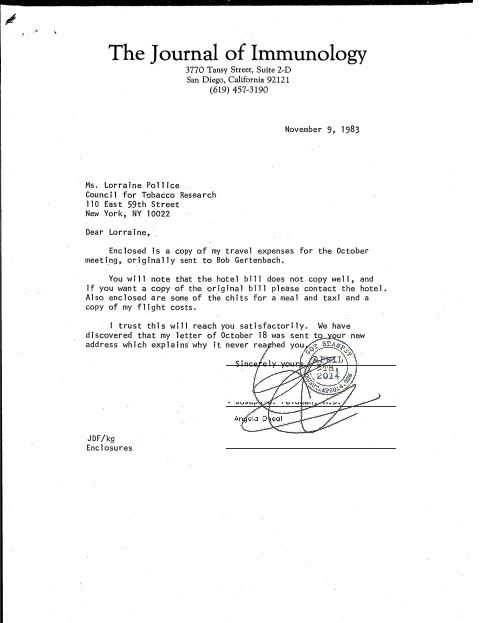 The Journal of Immunology
3770 Tansy Street, Suite 2-D
San Diego, California 92121
(619) 457-3190
November 9, 1983
Ms. Lorraine Pollice
Council for Tobacco Research
110 East 59th Street
New York, NY 10022
Dear Lorraine,
Enclosed is a copy of my travel expenses for the October
meeting, originally sent to Bob Gertenbach.
You will note that the hotel bill does not copy well, and
if you want a copy of the original bill please contact the hotel.
Also enclosed are some of the chits for a meal and taxi and a
copy of my flight costs.
I trust this will reach you satisfactorily. We have
discovered that my letter of October 18 was sent to your new
address which explains why it never reached you.
Sincerely yours
APRIL
5TH,
2014
Angela
JDF/kg
Enclosures